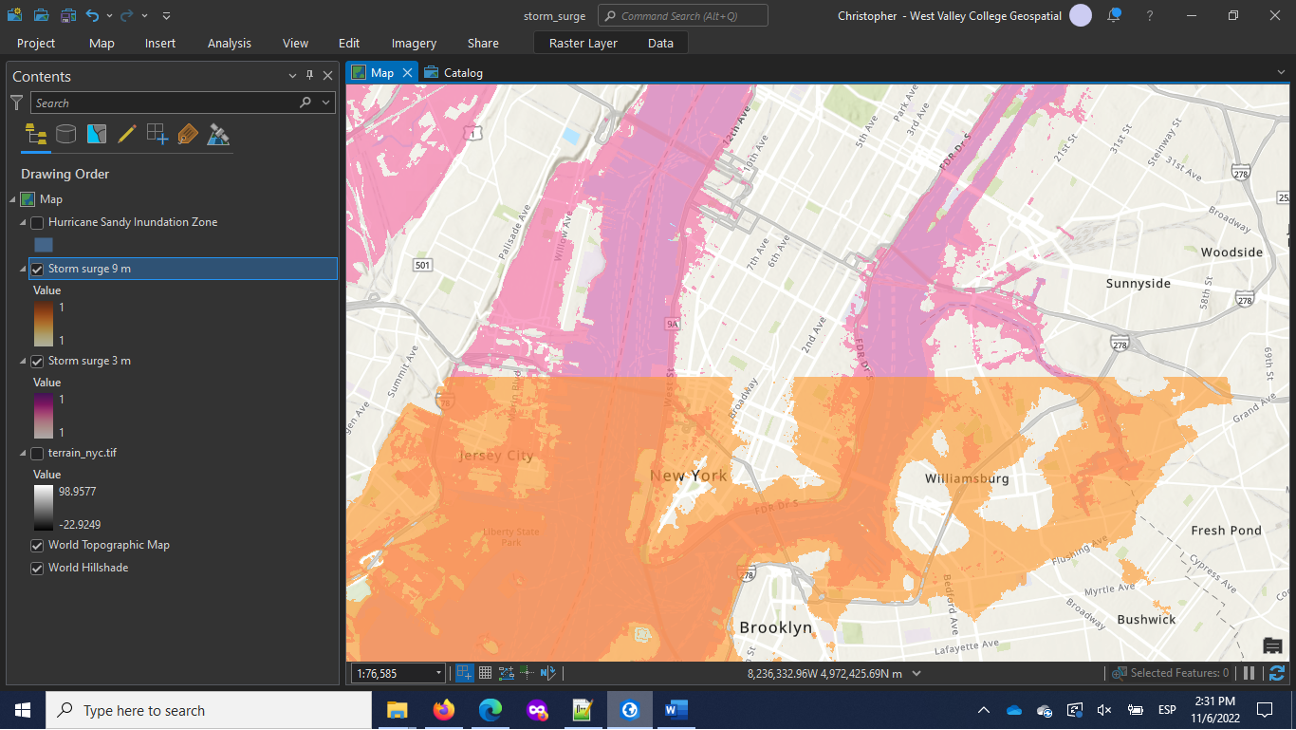 storm_surge
Command Search (Alt+Q)
Christopher - West Valley College Geospatial
?
Project
Map
Insert
Analysis
View
Edit
Imagery
Share
Raster Layer
Data
Contents
Search
Drawing Order
Map
Hurricane Sandy Inundation Zone
Storm surge 9 m
Value
1
1
Storm surge 3 m
Value
1
1
terrain_nyc.tif
Value
98.9577
-22.9249
World Topographic Map
World Hillshade
Map
Catalog
1
12th Ave
10th Ave
5th Ave
Park Ave
3rd Ave
FDR Dr S
21st St
31st St
Steinway St
31st Ave
278
Broadway
Woodside
Palisade Ave
Willow Ave
501
7th Ave
6th Ave
Sunnyside
58th St
278
9A
2nd Ave
FDR Dr S
278
69th St
Summit Ave
West St
Broadway
Grand Ave
Jersey City
New York
Williamsburg
FDR Dr S
Liberty State
Park
Fresh Pond
Flushing Ave
278
Cypress Ave
Bedford Ave
Myrtle Ave
Broadway
Bushwick
Brooklyn
Lafayette Ave
1:76,585
8,236,332.96W 4,972,425.69N m
Selected Features: 0
Type here to search
ESP
2:31 PM
11/6/2022